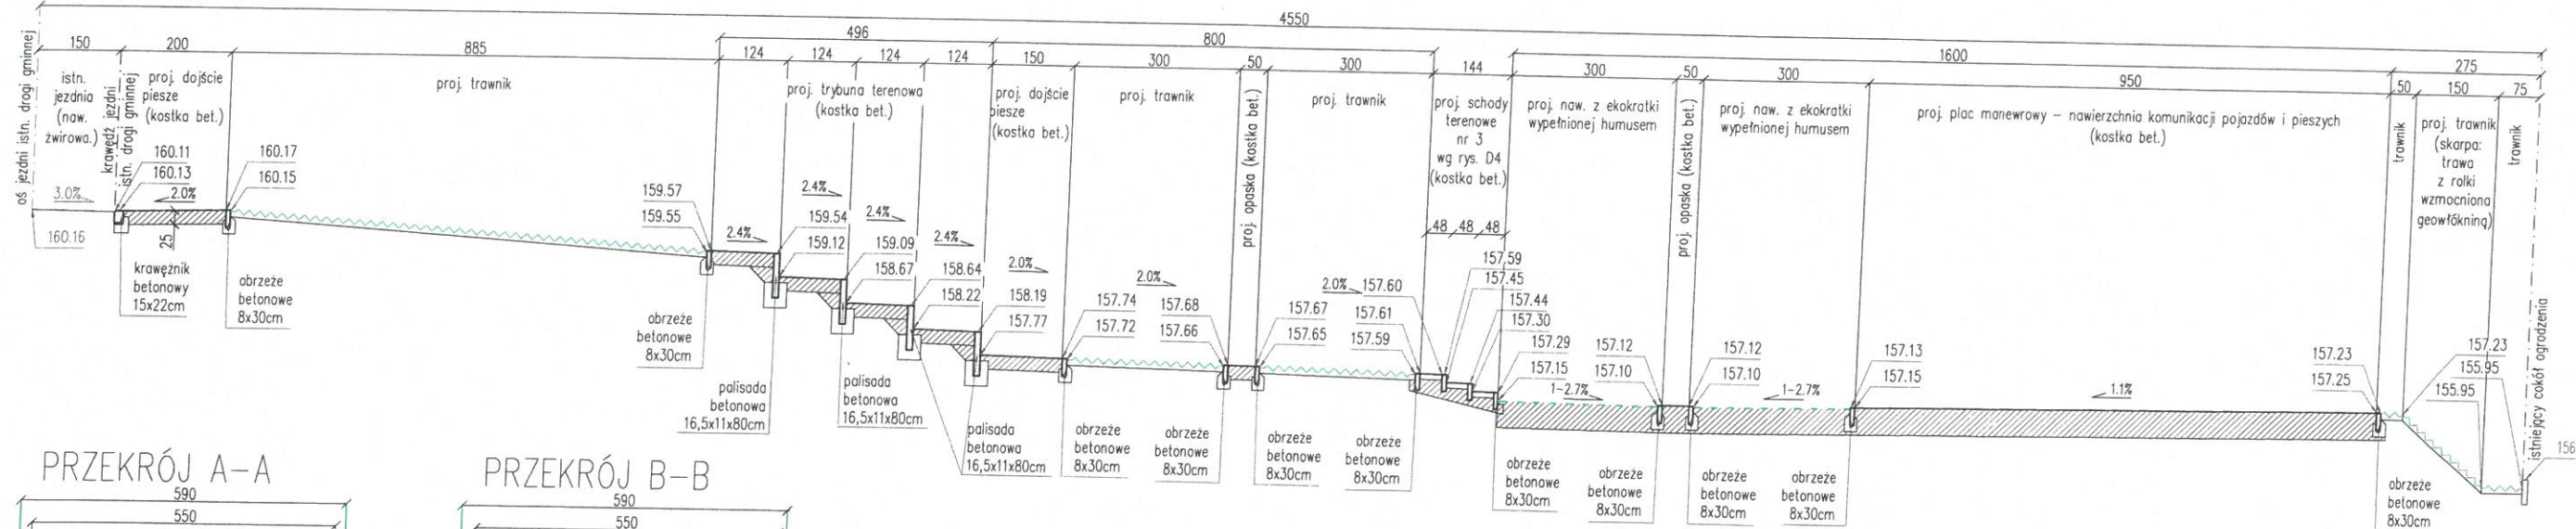 4550
496
800
1600
150
200
885
124
124
124
124
150
300
50
300
144
300
50
300
950
275
50
150
75
oś jezdni istn. drogi gminnej
istn.
jezdnia
(naw.
żwirowa.)
krawędź jezdni
istn. drogi gminnej
proj. dojście
piesze
(kostka bet.)
proj. trawnik
proj. trybuna terenowa
(kostka bet.)
proj. dojście
piesze
(kostka bet.)
proj. trawnik
proj. opaska (kostka bet.)
proj. trawnik
proj. schody
terenowe
nr 3
wg rys. D4
(kostka bet.)
proj. naw. z ekokratki
wypełnionej humusem
proj. opaska (kostka bet.)
proj. naw. z ekokratki
wypełnionej humusem
proj. plac manewrowy – nawierzchnia komunikacji pojazdów i pieszych
(kostka bet.)
trawnik
proj. trawnik
(skarpa:
trawa
z rolki
wzmocniona
geowłókniną)
trawnik
istniejący cokół ogrodzenia
160.11
160.13
3.0%
2.0%
160.16
25
160.17
160.15
159.57
159.55
2.4%
2.4%
159.54
159.12
2.4%
159.09
158.67
2.4%
158.64
158.22
158.19
157.77
2.0%
157.74
157.72
2.0%
157.68
157.66
157.67
157.65
2.0%
157.60
157.61
157.59
48
48
48
157.59
157.45
157.44
157.30
157.29
157.15
1-2.7%
157.12
157.10
157.12
157.10
1-2.7%
157.13
157.15
1.1%
157.23
157.25
157.23
155.95
155.95
156
krawężnik
betonowy
15x22cm
obrzeże
betonowe
8x30cm
obrzeże
betonowe
8x30cm
palisada
betonowa
16,5x11x80cm
palisada
betonowa
16,5x11x80cm
palisada
betonowa
16,5x11x80cm
obrzeże
betonowe
8x30cm
obrzeże
betonowe
8x30cm
obrzeże
betonowe
8x30cm
obrzeże
betonowe
8x30cm
obrzeże
betonowe
8x30cm
obrzeże
betonowe
8x30cm
obrzeże
betonowe
8x30cm
obrzeże
betonowe
8x30cm
obrzeże
betonowe
8x30cm
PRZEKRÓJ A-A
590
550
PRZEKRÓJ B-B
590
550